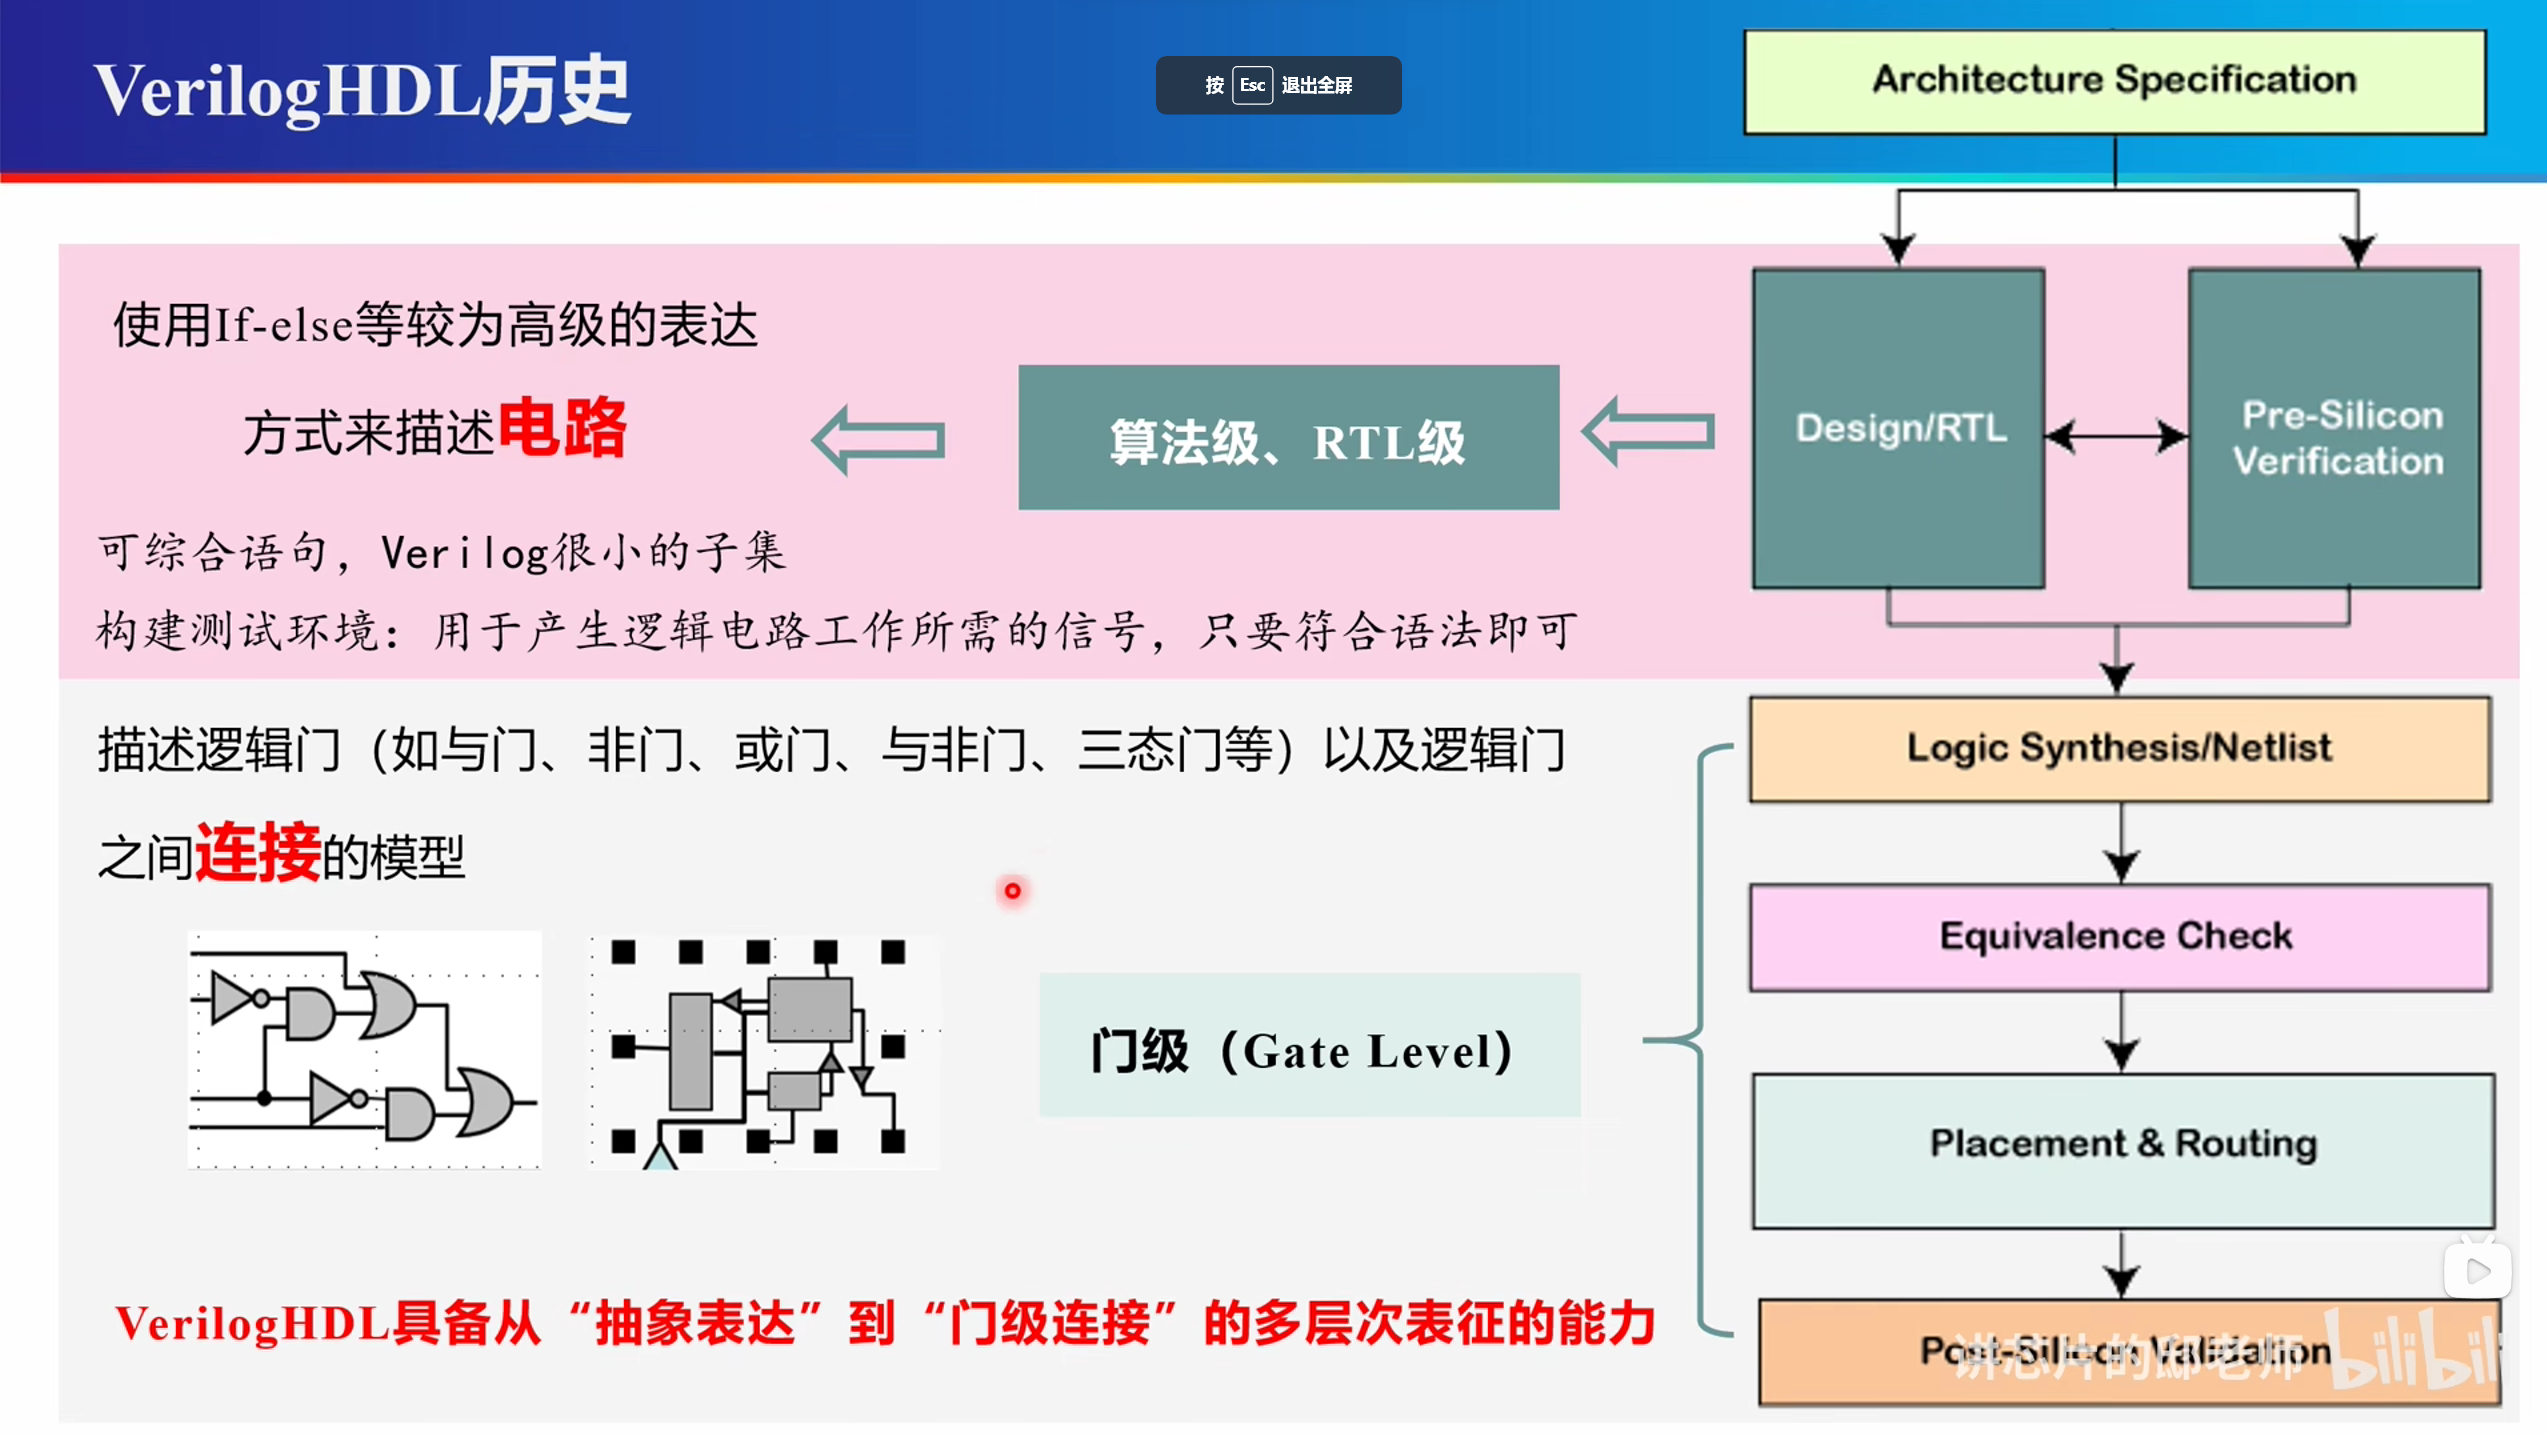 VerilogHDL历史
按 Esc 退出全屏
Architecture Specification
使用If-else等较为高级的表达
方式来描述电路
算法级、RTL级
Design/RTL
Pre-Silicon
Verification
可综合语句，Verilog很小的子集
构建测试环境：用于产生逻辑电路工作所需的信号，只要符合语法即可
描述逻辑门（如与门、非门、或门、与非门、三态门等）以及逻辑门
之间连接的模型
Logic Synthesis/Netlist
Equivalence Check
门级（Gate Level）
Placement & Routing
VerilogHDL具备从“抽象表达”到“门级连接”的多层次表征的能力
Post-Silicon Validation
讲芯片的邸老师 bilibili